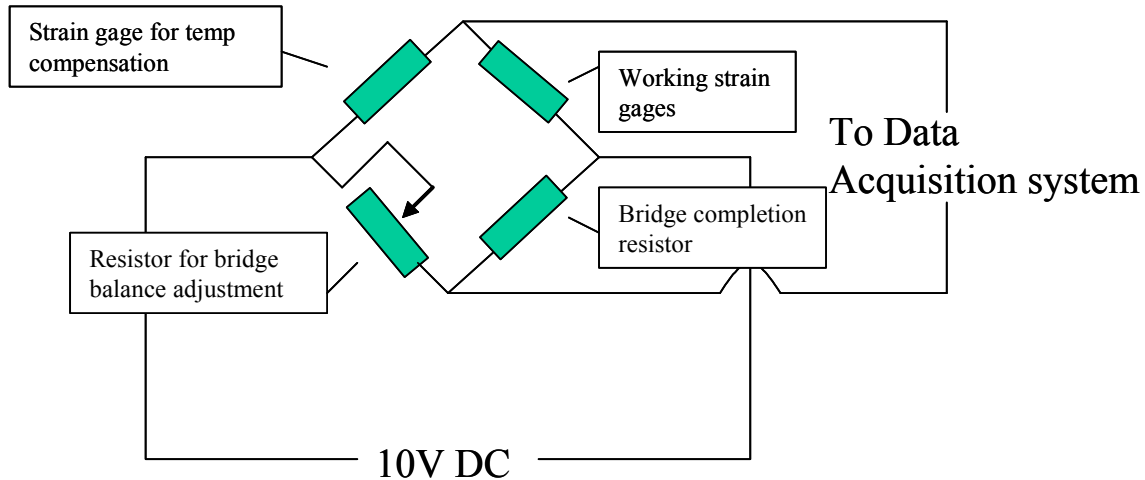 Strain gage for temp
compensation
Working strain
gages
To Data
Acquisition system
Bridge completion
resistor
Resistor for bridge
balance adjustment
10V DC